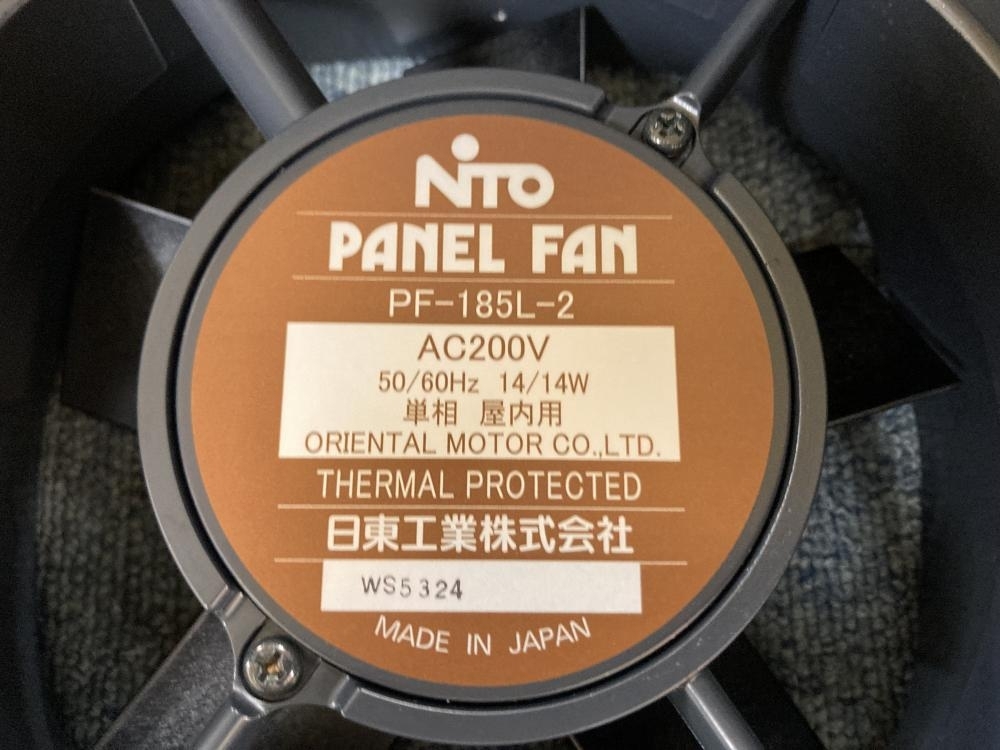 NiTO
PANEL FAN
PF-185L-2
AC200V
50/60Hz 14/14W
単相 屋内用
ORIENTAL MOTOR CO.,LTD.
THERMAL PROTECTED
日東工業株式会社
WS5324
MADE IN JAPAN